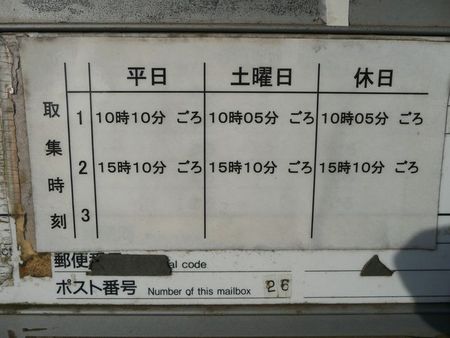 平日 土曜日 休日
取集時刻
1 10時10分 ごろ 10時05分 ごろ 10時05分 ごろ
2 15時10分 ごろ 15時10分 ごろ 15時10分 ごろ
3
郵便 code
ポスト番号 Number of this mailbox 26